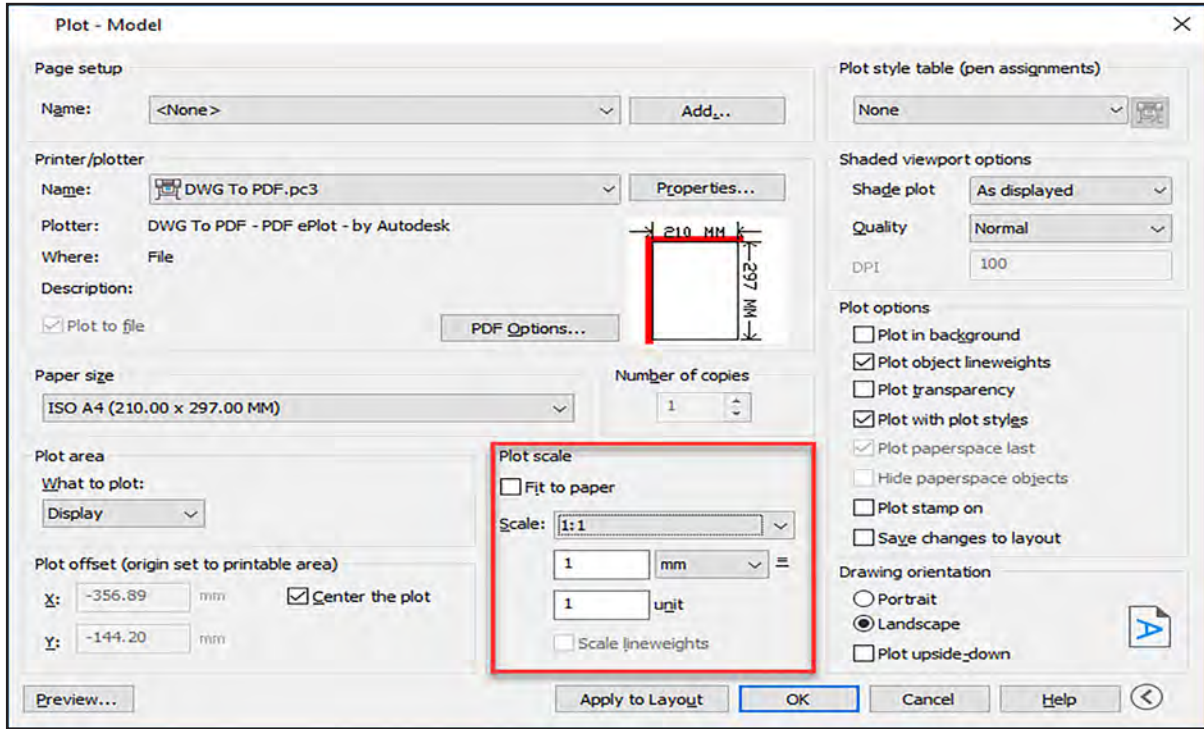 Plot - Model
Page setup
Name: <None> Add...
Printer/plotter
Name: DWG To PDF.pc3 Properties...
Plotter: DWG To PDF - PDF ePlot - by Autodesk
Where: File
Description:
Plot to file
PDF Options...
210 MM
297 MM
Paper size
ISO A4 (210.00 x 297.00 MM)
Number of copies
1
Plot area
What to plot:
Display
Plot offset (origin set to printable area)
X: -356.89 mm
Center the plot
Y: -144.20 mm
Plot scale
Fit to paper
Scale: 1:1
1 mm =
1 unit
Scale lineweights
Plot style table (pen assignments)
None
Shaded viewport options
Shade plot As displayed
Quality Normal
DPI 100
Plot options
Plot in background
Plot object lineweights
Plot transparency
Plot with plot styles
Plot paperspace last
Hide paperspace objects
Plot stamp on
Save changes to layout
Drawing orientation
Portrait
Landscape
Plot upside-down
A
Preview... Apply to Layout OK Cancel Help